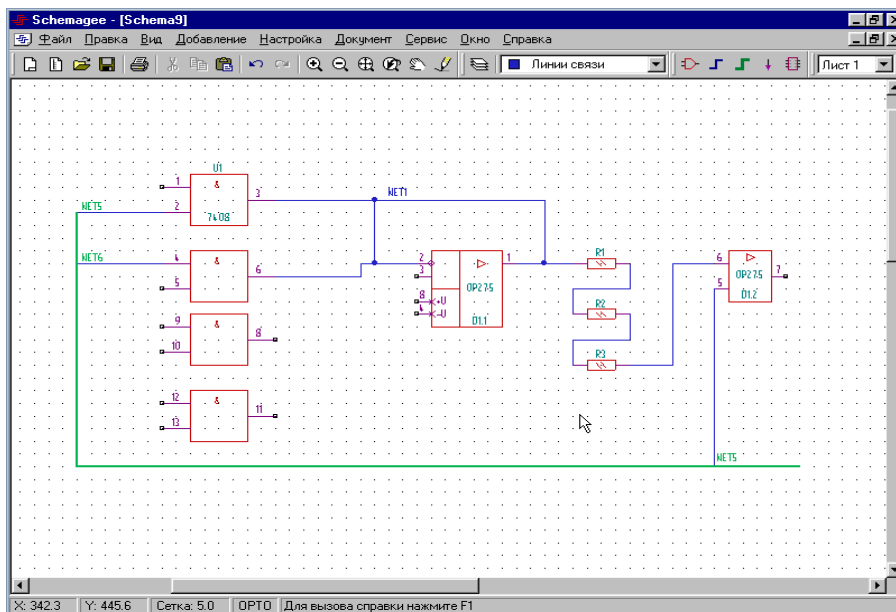 Schemagee - [Schema9]
Файл Правка Вид Добавление Настройка Документ Сервис Окно Справка
Линии связи
Лист 1
U1
1
&
3
NET1
NET5
2
7408
NET6
4
&
6
5
2
3
1
8
+U
4
-U
OP275
D1.1
R1
R2
R3
6
5
OP275
7
D1.2
9
&
8
10
12
&
11
13
NET5
X: 342.3 Y: 445.6 Сетка: 5.0 ОРТО Для вызова справки нажмите F1